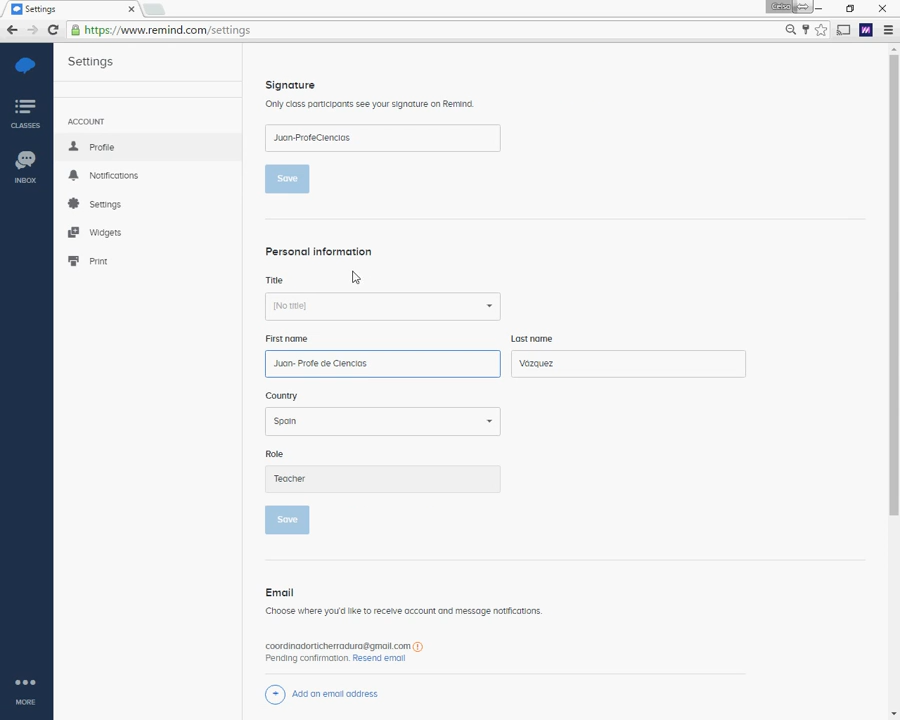 Settings
Celso
https://www.remind.com/settings
Settings
CLASSES
INBOX
MORE
ACCOUNT
Profile
Notifications
Settings
Widgets
Print
Signature
Only class participants see your signature on Remind.
Juan-ProfeCiencias
Save
Personal information
Title
[No title]
First name
Last name
Juan- Profe de Ciencias
Vázquez
Country
Spain
Role
Teacher
Save
Email
Choose where you'd like to receive account and message notifications.
coordinadorticherradura@gmail.com
Pending confirmation. Resend email
Add an email address